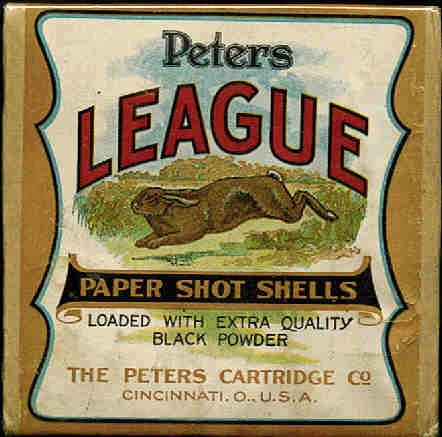 Peters
LEAGUE
PAPER SHOT SHELLS
LOADED WITH EXTRA QUALITY
BLACK POWDER
THE PETERS CARTRIDGE CO
CINCINNATI. O., U.S.A.